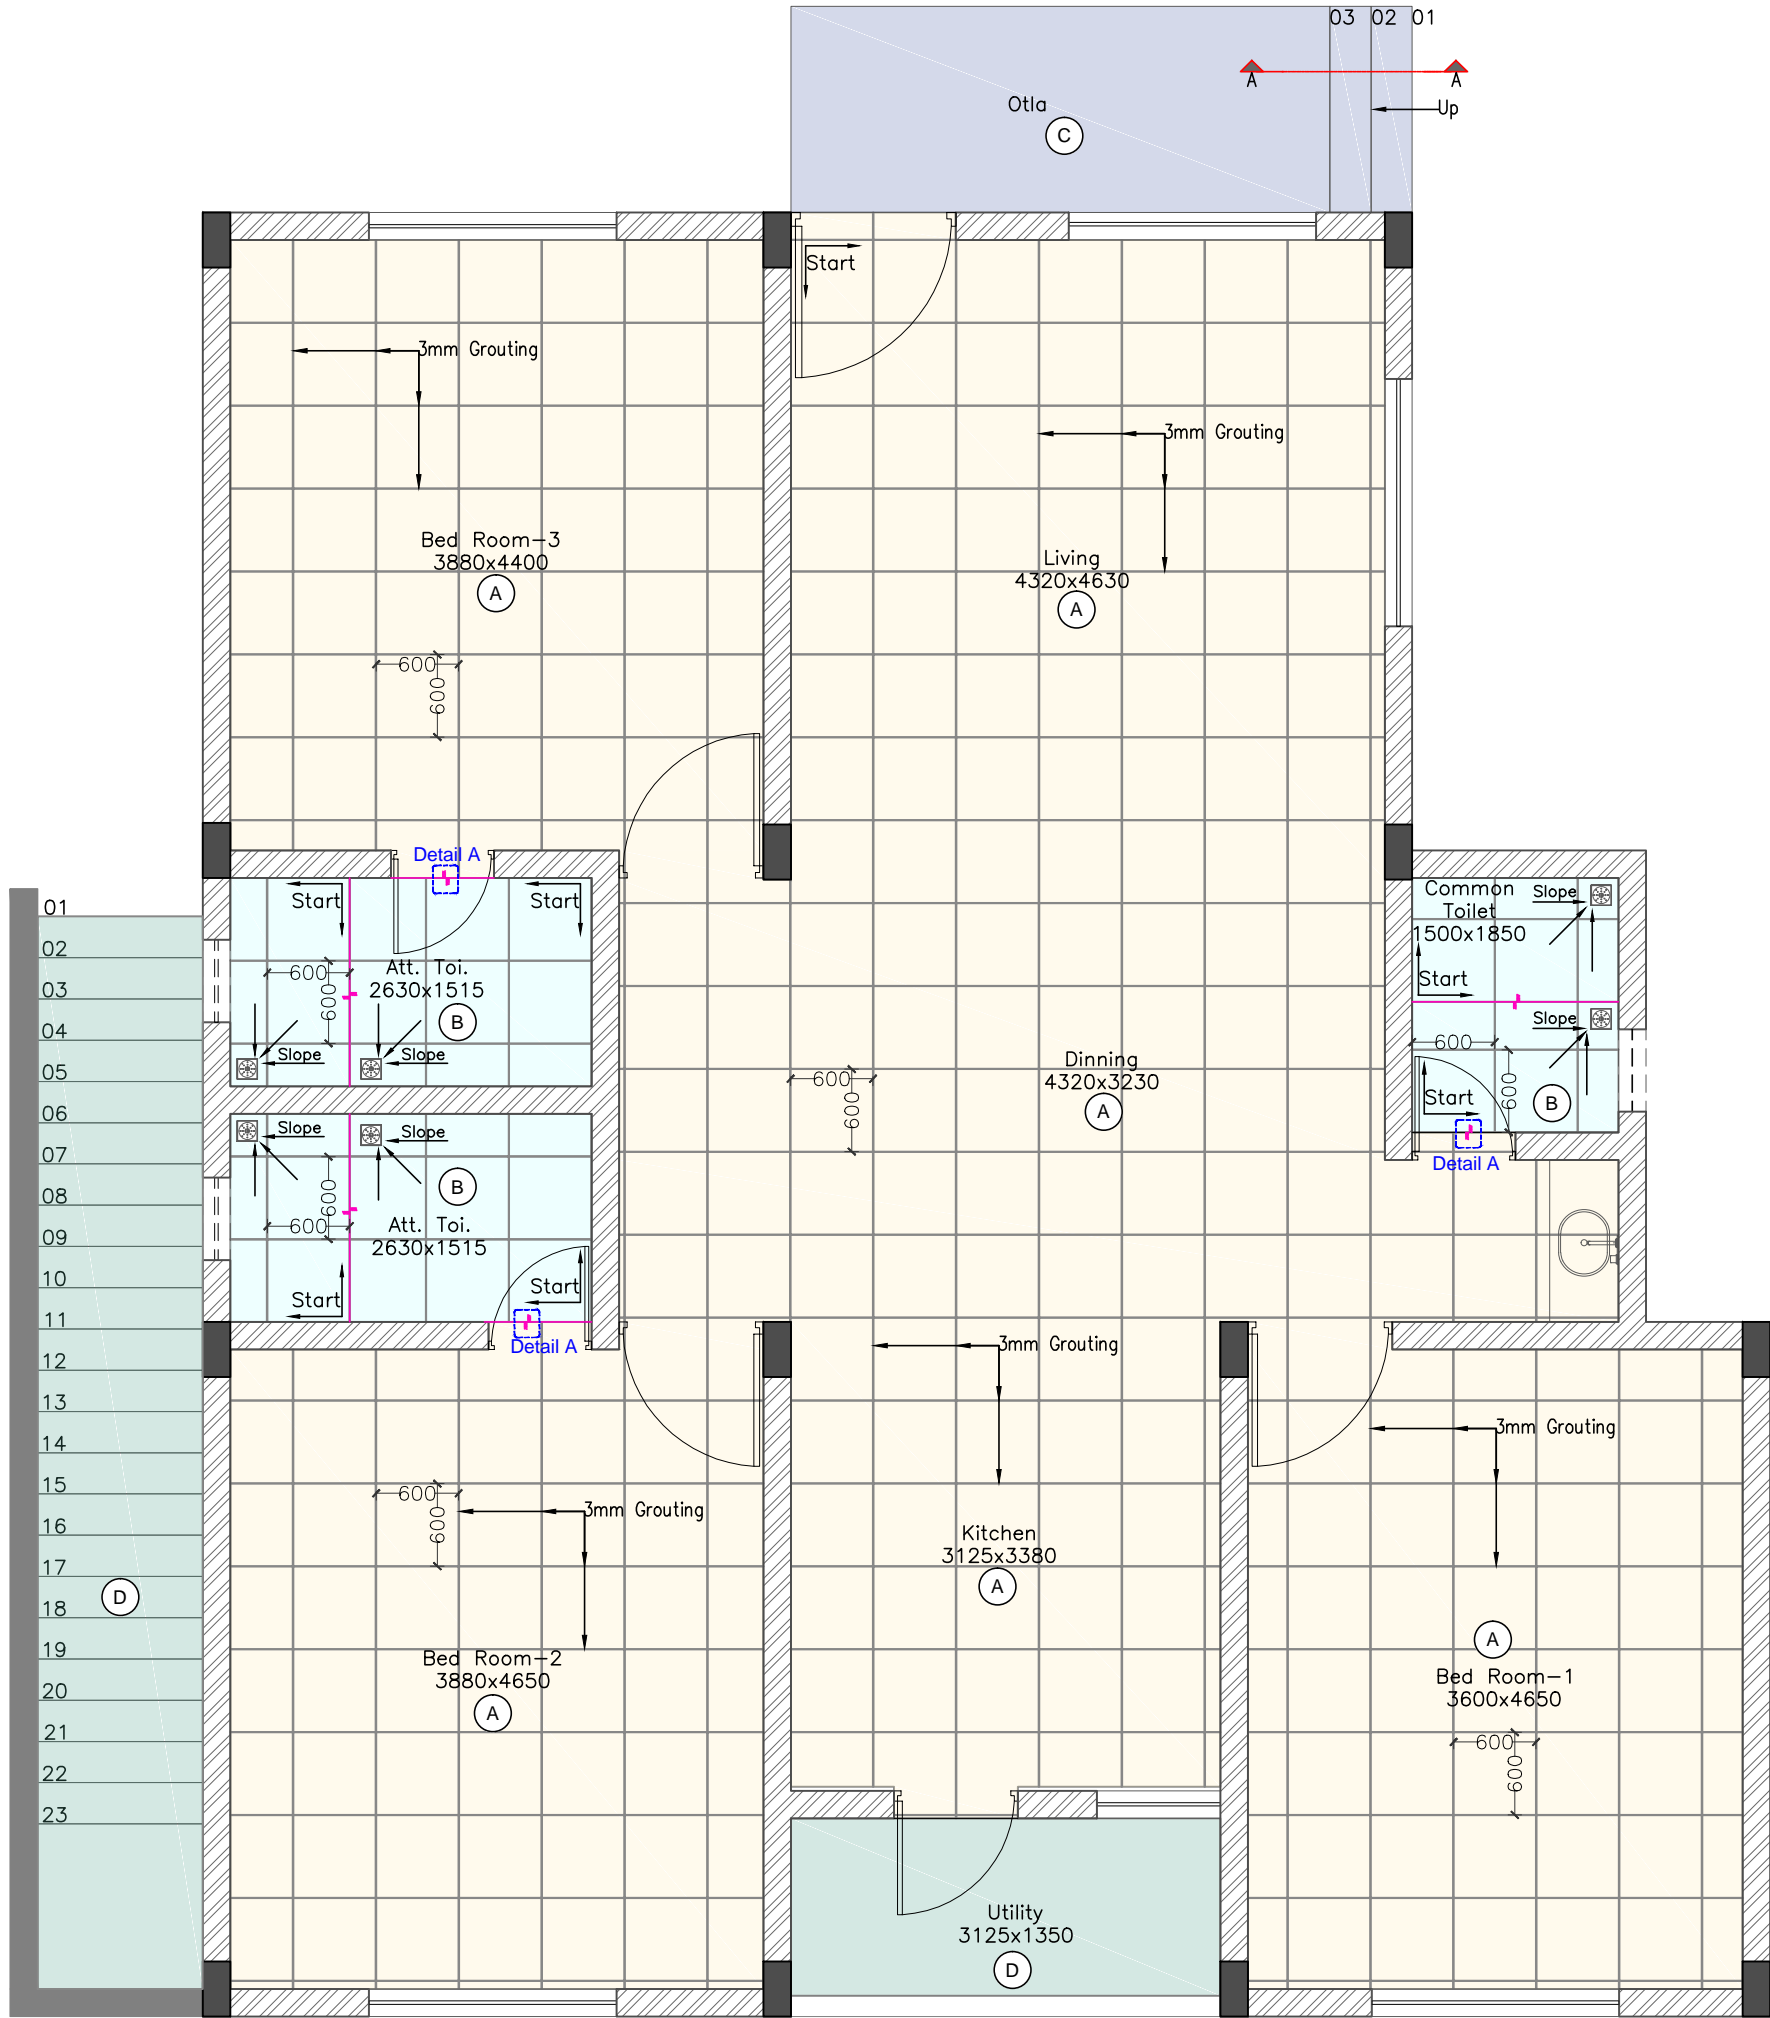 03 02 01
A A
Up
Otla
C
Start
3mm Grouting
3mm Grouting
Bed Room-3
3880x4400
A
Living
4320x4630
A
600
600
Detail A
Start
Start
Att. Toi.
2630x1515
B
600
600
Slope
Slope
Common
Toilet
1500x1850
Slope
Start
Slope
600
600
Start
B
Detail A
Dinning
4320x3230
A
600
600
Slope
Slope
B
600
600
Att. Toi.
2630x1515
Start
Start
Detail A
01
02
03
04
05
06
07
08
09
10
11
12
13
14
15
16
17
18
19
20
21
22
23
D
3mm Grouting
3mm Grouting
600
600
3mm Grouting
Kitchen
3125x3380
A
Bed Room-2
3880x4650
A
A
Bed Room-1
3600x4650
600
600
Utility
3125x1350
D